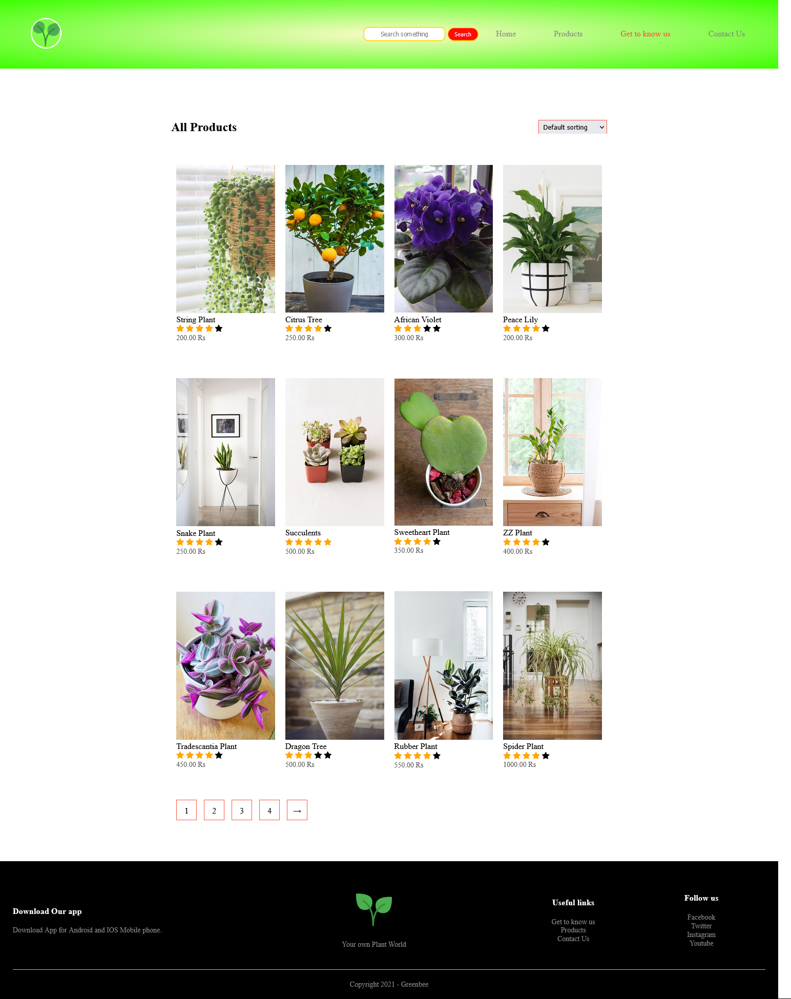 Search something
Search
Home
Products
Get to know us
Contact Us
All Products
Default sorting
String Plant
200.00 Rs
Citrus Tree
250.00 Rs
African Violet
300.00 Rs
Peace Lily
200.00 Rs
Snake Plant
250.00 Rs
Succulents
500.00 Rs
Sweetheart Plant
350.00 Rs
ZZ Plant
400.00 Rs
Tradescantia Plant
450.00 Rs
Dragon Tree
500.00 Rs
Rubber Plant
550.00 Rs
Spider Plant
1000.00 Rs
1
2
3
4
→
Download Our app
Download App for Android and IOS Mobile phone.
Your own Plant World
Useful links
Get to know us
Products
Contact Us
Follow us
Facebook
Twitter
Instagram
Youtube
Copyright 2021 - Greenbee